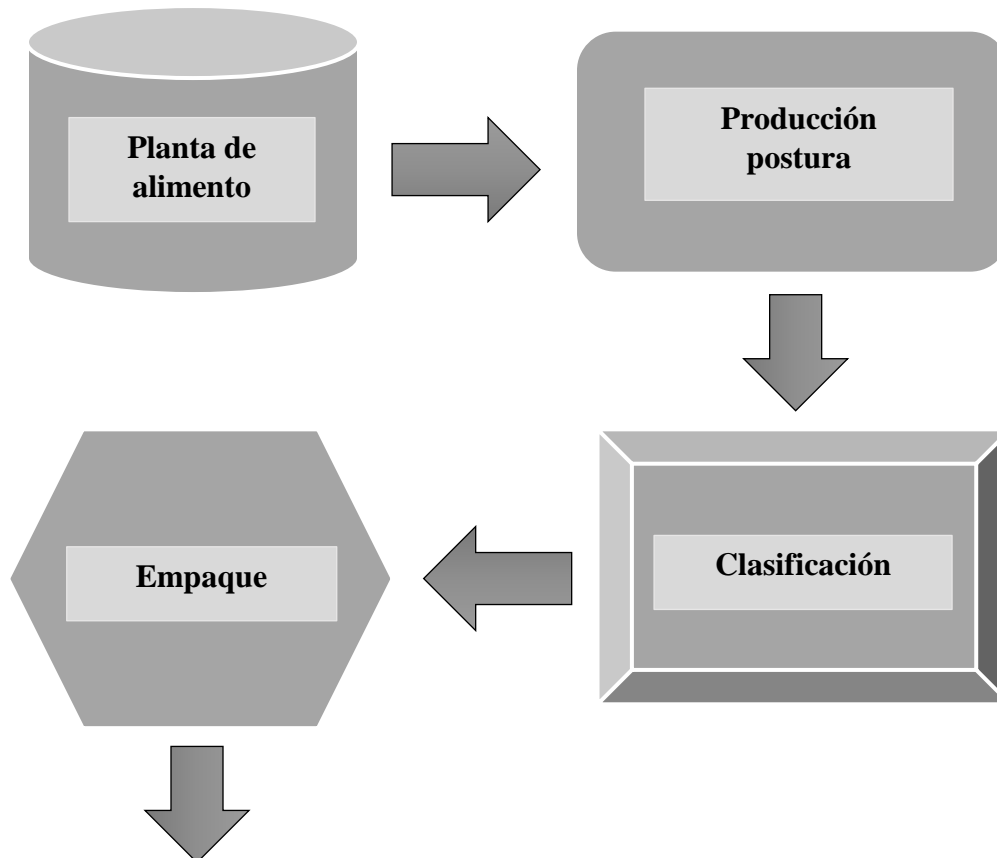 Planta de
alimento
Producción
postura
Clasificación
Empaque